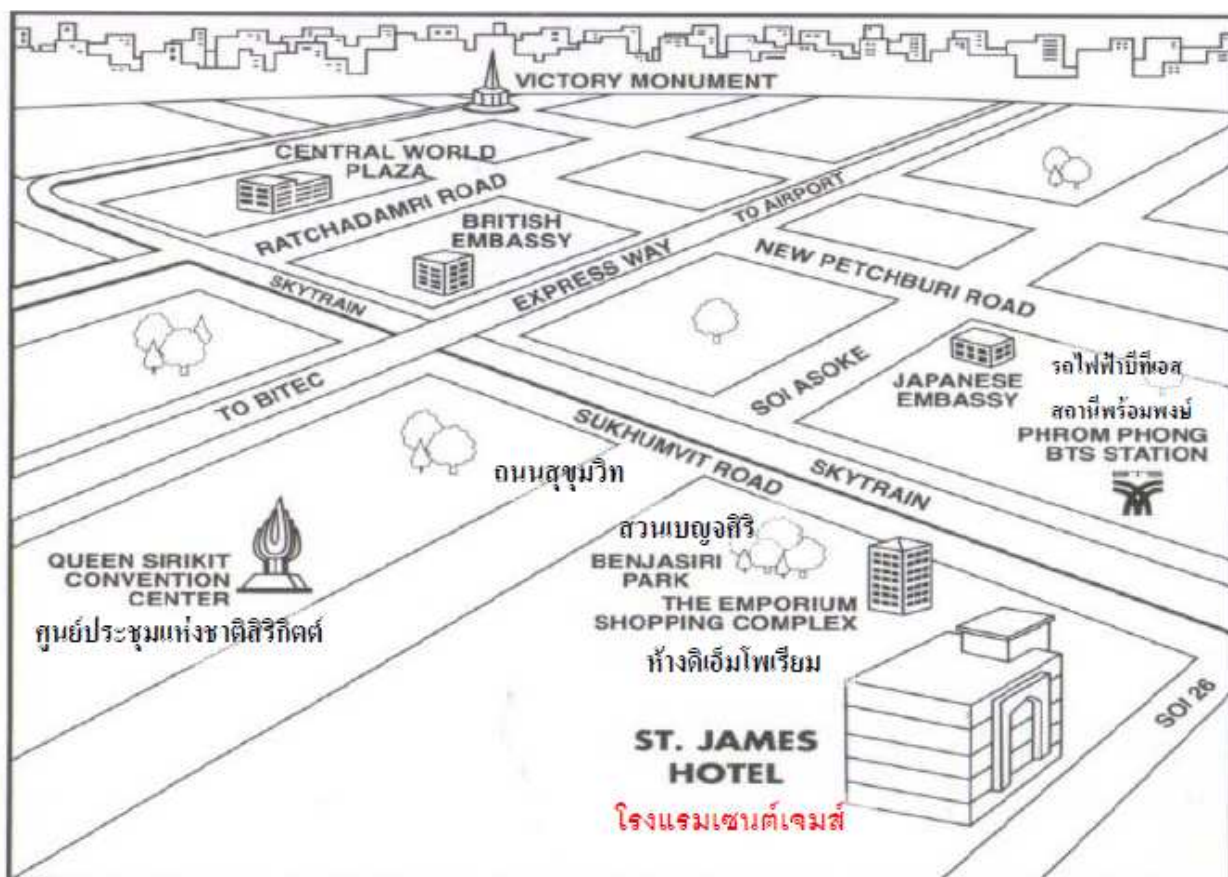 VICTORY MONUMENT
CENTRAL WORLD
PLAZA
RATCHADAMRI ROAD
BRITISH
EMBASSY
TO AIRPORT
EXPRESS WAY
SKYTRAIN
NEW PETCHBURI ROAD
TO BITEC
SOI ASOKE
JAPANESE
EMBASSY
รถไฟฟ้าบีทีเอส
สถานีพร้อมพงษ์
PHROM PHONG
BTS STATION
SUKHUMVIT ROAD
ถนนสุขุมวิท
SKYTRAIN
สวนเบญจศิริ
BENJASIRI
PARK
QUEEN SIRIKIT
CONVENTION
CENTER
ศูนย์ประชุมแห่งชาติสิริกิตต์
THE EMPORIUM
SHOPPING COMPLEX
ห้างดิเอ็มโพเรียม
SOI 26
ST. JAMES
HOTEL
โรงแรมเซนต์เจมส์